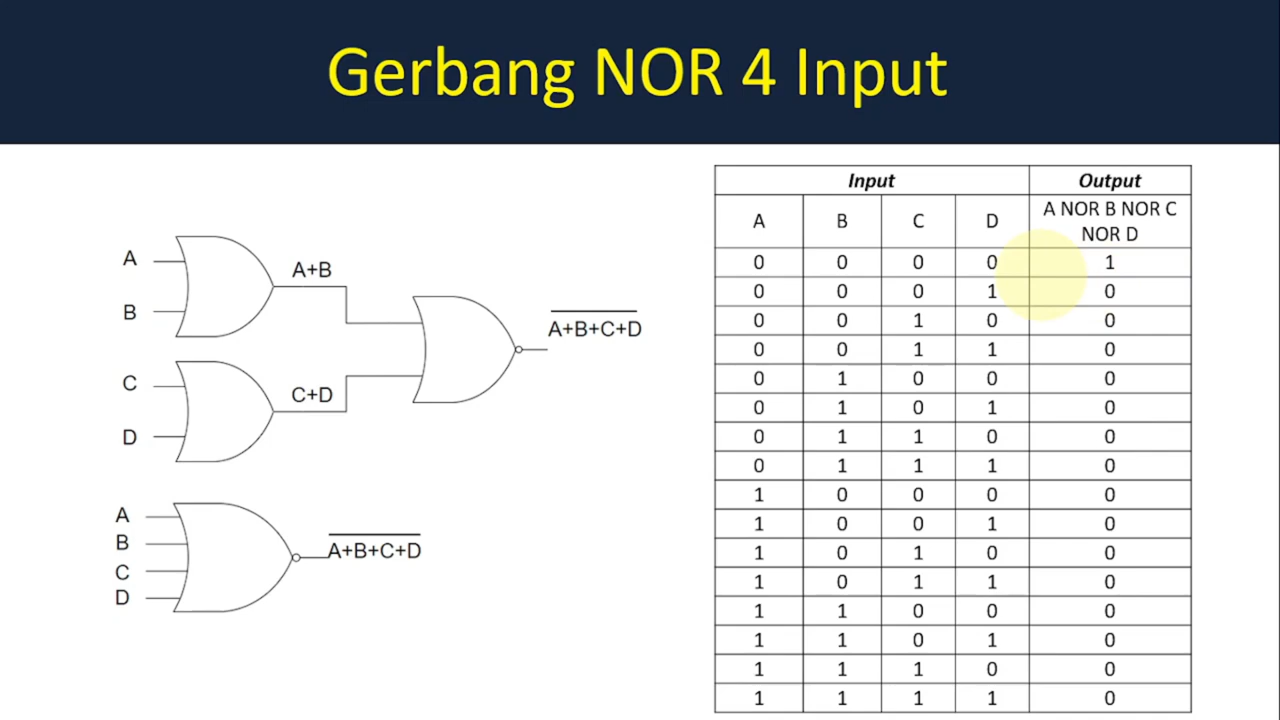 Gerbang NOR 4 Input
A
B
A+B
C
D
C+D
A+B+C+D
A
B
C
D
A+B+C+D
Input Output
A B C D A NOR B NOR C
NOR D
0 0 0 0 1
0 0 0 1 0
0 0 1 0 0
0 0 1 1 0
0 1 0 0 0
0 1 0 1 0
0 1 1 0 0
0 1 1 1 0
1 0 0 0 0
1 0 0 1 0
1 0 1 0 0
1 0 1 1 0
1 1 0 0 0
1 1 0 1 0
1 1 1 0 0
1 1 1 1 0